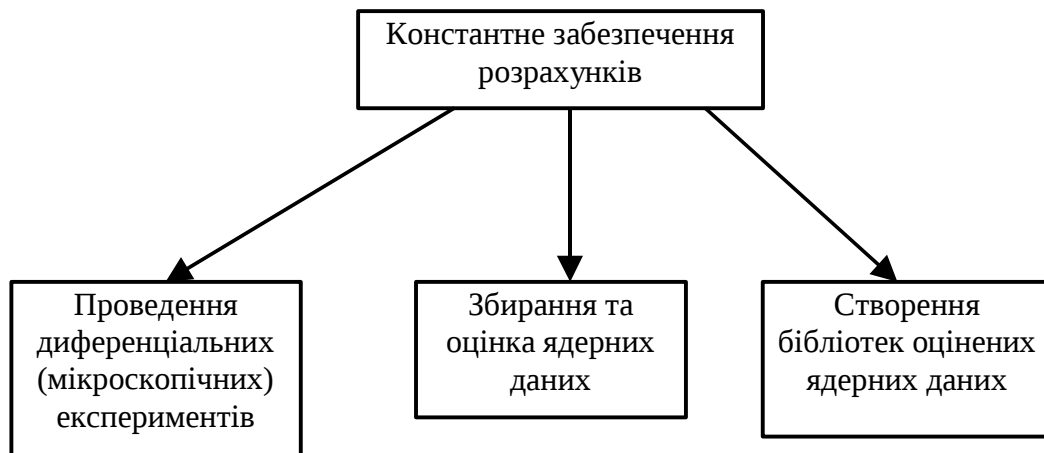 Константне забезпечення
розрахунків
Проведення
диференціальних
(мікроскопічних)
експериментів
Збирання та
оцінка ядерних
даних
Створення
бібліотек оцінених
ядерних даних